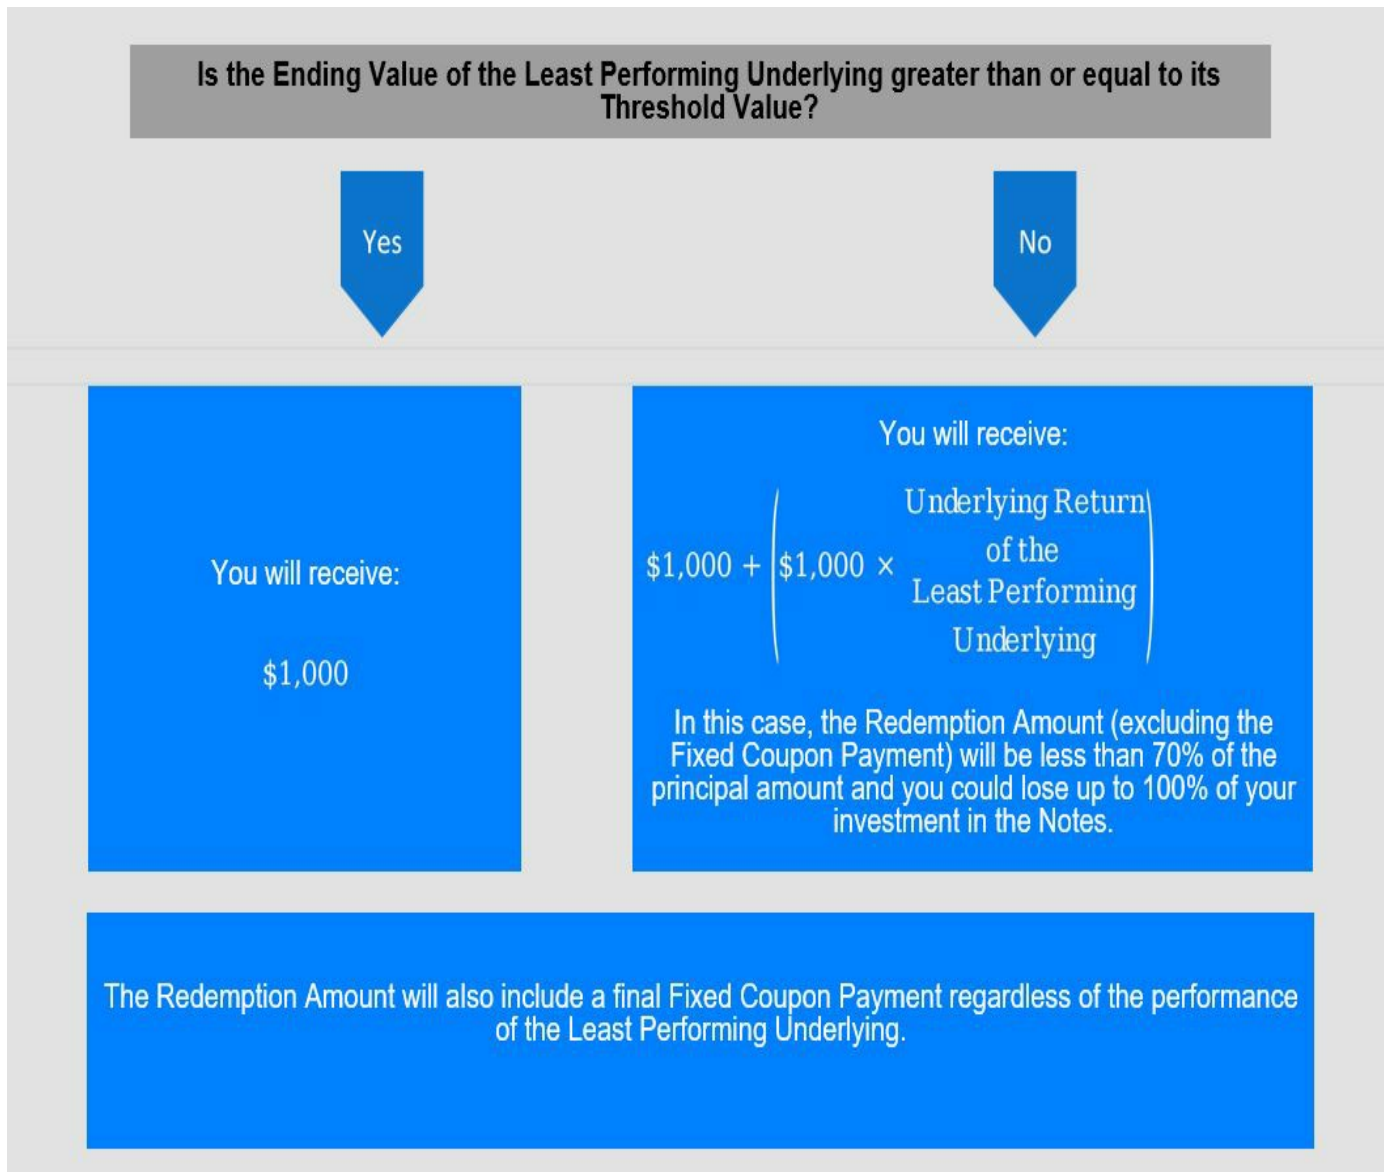 Is the Ending Value of the Least Performing Underlying greater than or equal to its
Threshold Value?
Yes
No
You will receive:
$1,000
You will receive:
$1,000 + ($1,000 × Underlying Return
of the
Least Performing
Underlying)
In this case, the Redemption Amount (excluding the
Fixed Coupon Payment) will be less than 70% of the
principal amount and you could lose up to 100% of your
investment in the Notes.
The Redemption Amount will also include a final Fixed Coupon Payment regardless of the performance
of the Least Performing Underlying.